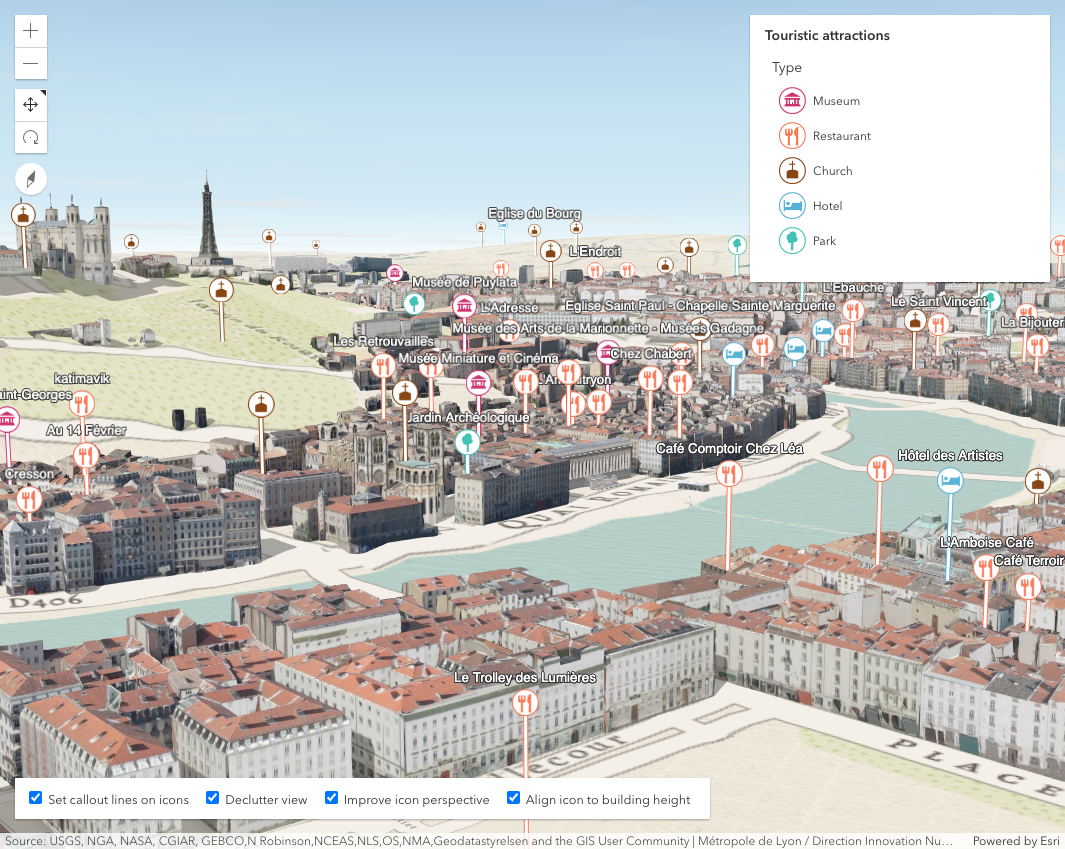 Touristic attractions
Type
Museum
Restaurant
Church
Hotel
Park
Eglise du Bourg
L'Endroit
Musée de Puylata
L'Ebauche
L'Adresse
Eglise Saint Paul - Chapelle Sainte Marguerite
Le Saint Vincent
La Bijouter
Musée des Arts de la Marionnette - Musées Gadagne
Les Retrouvailles
Musée Miniature et Cinéma
Chez Chabert
katimavik
aint-Georges
Jardin Archéologique
Au 14 Février
Café Comptoir Chez Léa
Hôtel des Artistes
Cresson
L'Amboise Café
Café Terroir
D406
Le Trolley des Lumières
PLACE
Set callout lines on icons
Declutter view
Improve icon perspective
Align icon to building height
Source: USGS, NGA, NASA, CGIAR, GEBCO,N Robinson,NCEAS,NLS,OS,NMA,Geodatastyrelsen and the GIS User Community | Métropole de Lyon / Direction Innovation Nu…
Powered by Esri